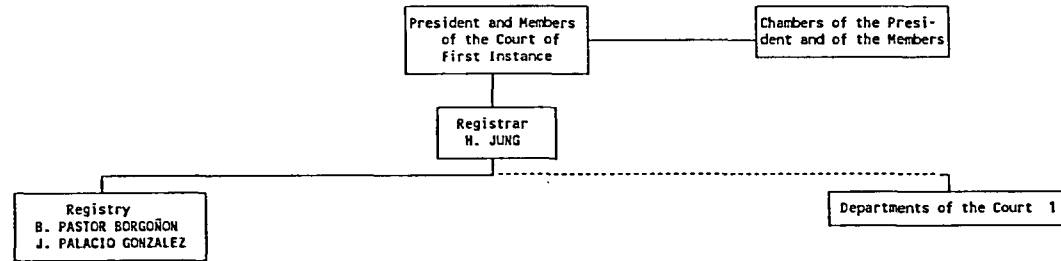 President and Members
of the Court of
First Instance
Chambers of the Presi-
dent and of the Members
Registrar
H. JUNG
Registry
B. PASTOR BORGOÑON
J. PALACIO GONZALEZ
Departments of the Court 1